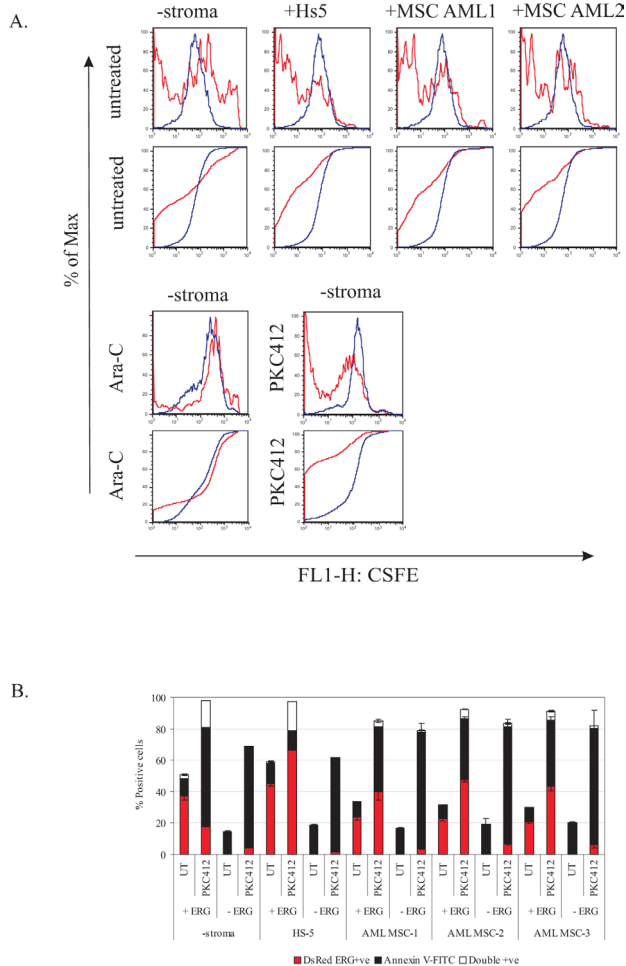 A.
-stroma +Hs5 +MSC AML1 +MSC AML2
untreated
untreated
% of Max
-stroma -stroma
Ara-C PKC412
Ara-C PKC412
FL1-H: CSFE
B.
% Positive cells
100
80
60
40
20
0
UT PKC412 UT PKC412 UT PKC412 UT PKC412 UT PKC412 UT PKC412 UT PKC412 UT PKC412 UT PKC412 UT PKC412
+ ERG - ERG + ERG - ERG + ERG - ERG + ERG - ERG + ERG - ERG
-stroma HS-5 AML MSC-1 AML MSC-2 AML MSC-3
DsRed ERG+ve Annexin V-FITC Double +ve